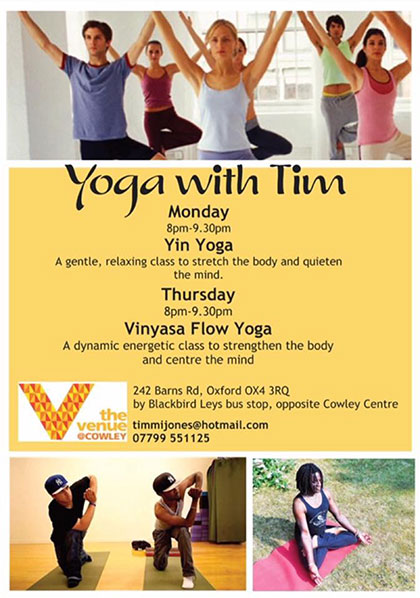 Yoga with Tim
Monday
8pm-9.30pm
Yin Yoga
A gentle, relaxing class to stretch the body and quieten
the mind.
Thursday
8pm-9.30pm
Vinyasa Flow Yoga
A dynamic energetic class to strengthen the body
and centre the mind
the
venue
@COWLEY
242 Barns Rd, Oxford OX4 3RQ
by Blackbird Leys bus stop, opposite Cowley Centre
timmijones@hotmail.com
07799 551125